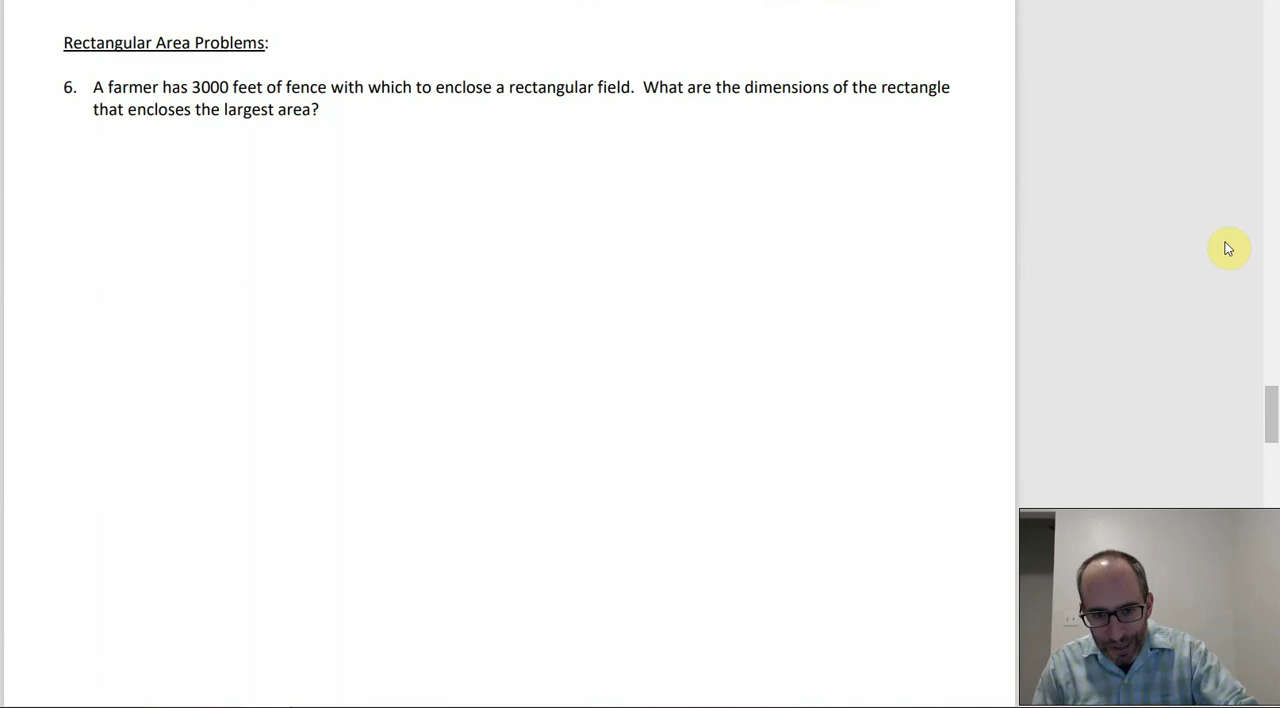 Rectangular Area Problems:
6. A farmer has 3000 feet of fence with which to enclose a rectangular field. What are the dimensions of the rectangle
that encloses the largest area?